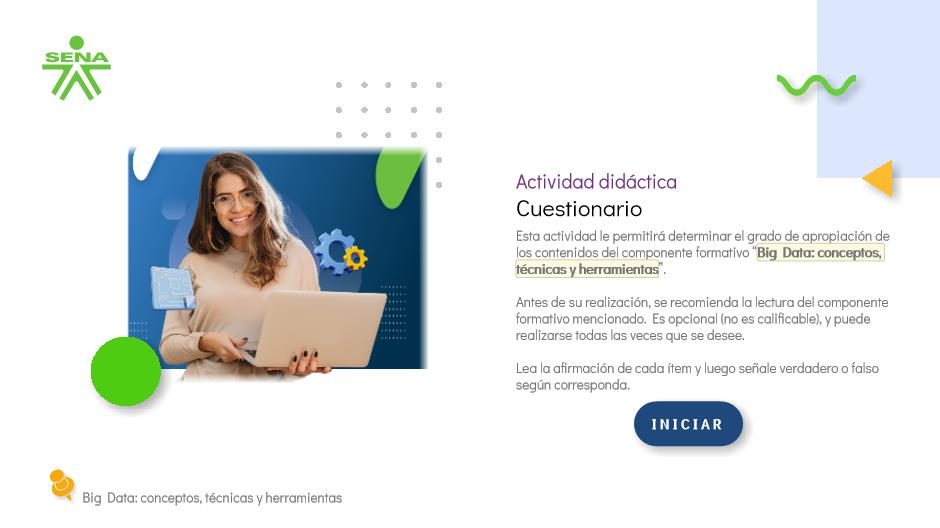 SENA
Actividad didáctica
Cuestionario
Esta actividad le permitirá determinar el grado de apropiación de
los contenidos del componente formativo “Big Data: conceptos,
técnicas y herramientas”.
Antes de su realización, se recomienda la lectura del componente
formativo mencionado. Es opcional (no es calificable), y puede
realizarse todas las veces que se desee.
Lea la afirmación de cada ítem y luego señale verdadero o falso
según corresponda.
INICIAR
Big Data: conceptos, técnicas y herramientas